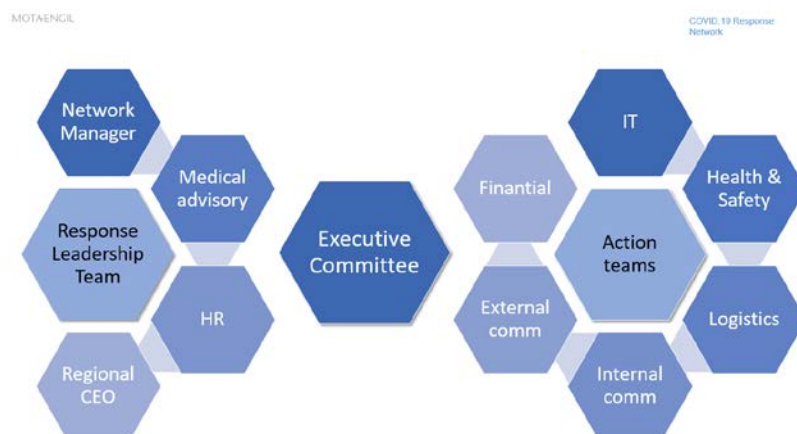 MOTA-ENGIL
COVID.19 Response
Network
Network
Manager
Medical
advisory
Response
Leadership
Team
HR
Regional
CEO
Executive
Committee
IT
Finantial
Health &
Safety
Action
teams
External
comm
Logistics
Internal
comm